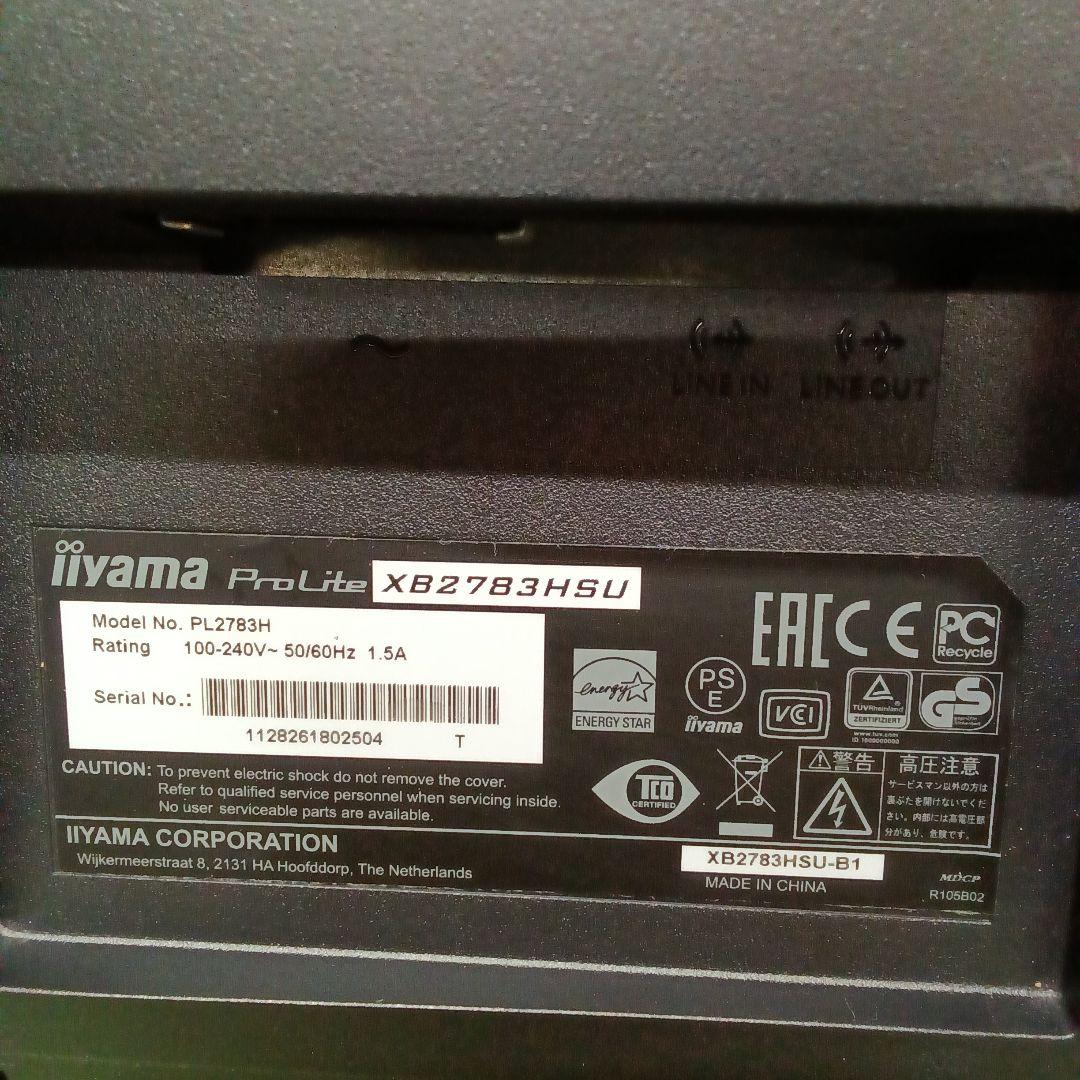 LINE IN LINE OUT
iiyama ProLite XB2783HSU
Model No. PL2783H
Rating 100-240V~ 50/60Hz 1.5A
Serial No.:
1128261802504 T
EAC CE PC
Recycle
energy
ENERGY STAR
PS
E
iiyama
VCI
TÜVRheinland
ZERTIFIZIERT
www.tuv.com
GS
geprüfte
Sicherheit
CAUTION: To prevent electric shock do not remove the cover.
Refer to qualified service personnel when servicing inside.
No user serviceable parts are available.
TCO
CERTIFIED
警告
高圧注意
サービスマン以外の方は
裏ぶたを開けないでくだ
さい。内部には高電圧部
分があり、危険です。
IIYAMA CORPORATION
Wijkermeerstraat 8, 2131 HA Hoofddorp, The Netherlands
XB2783HSU-B1
MADE IN CHINA
R105B02